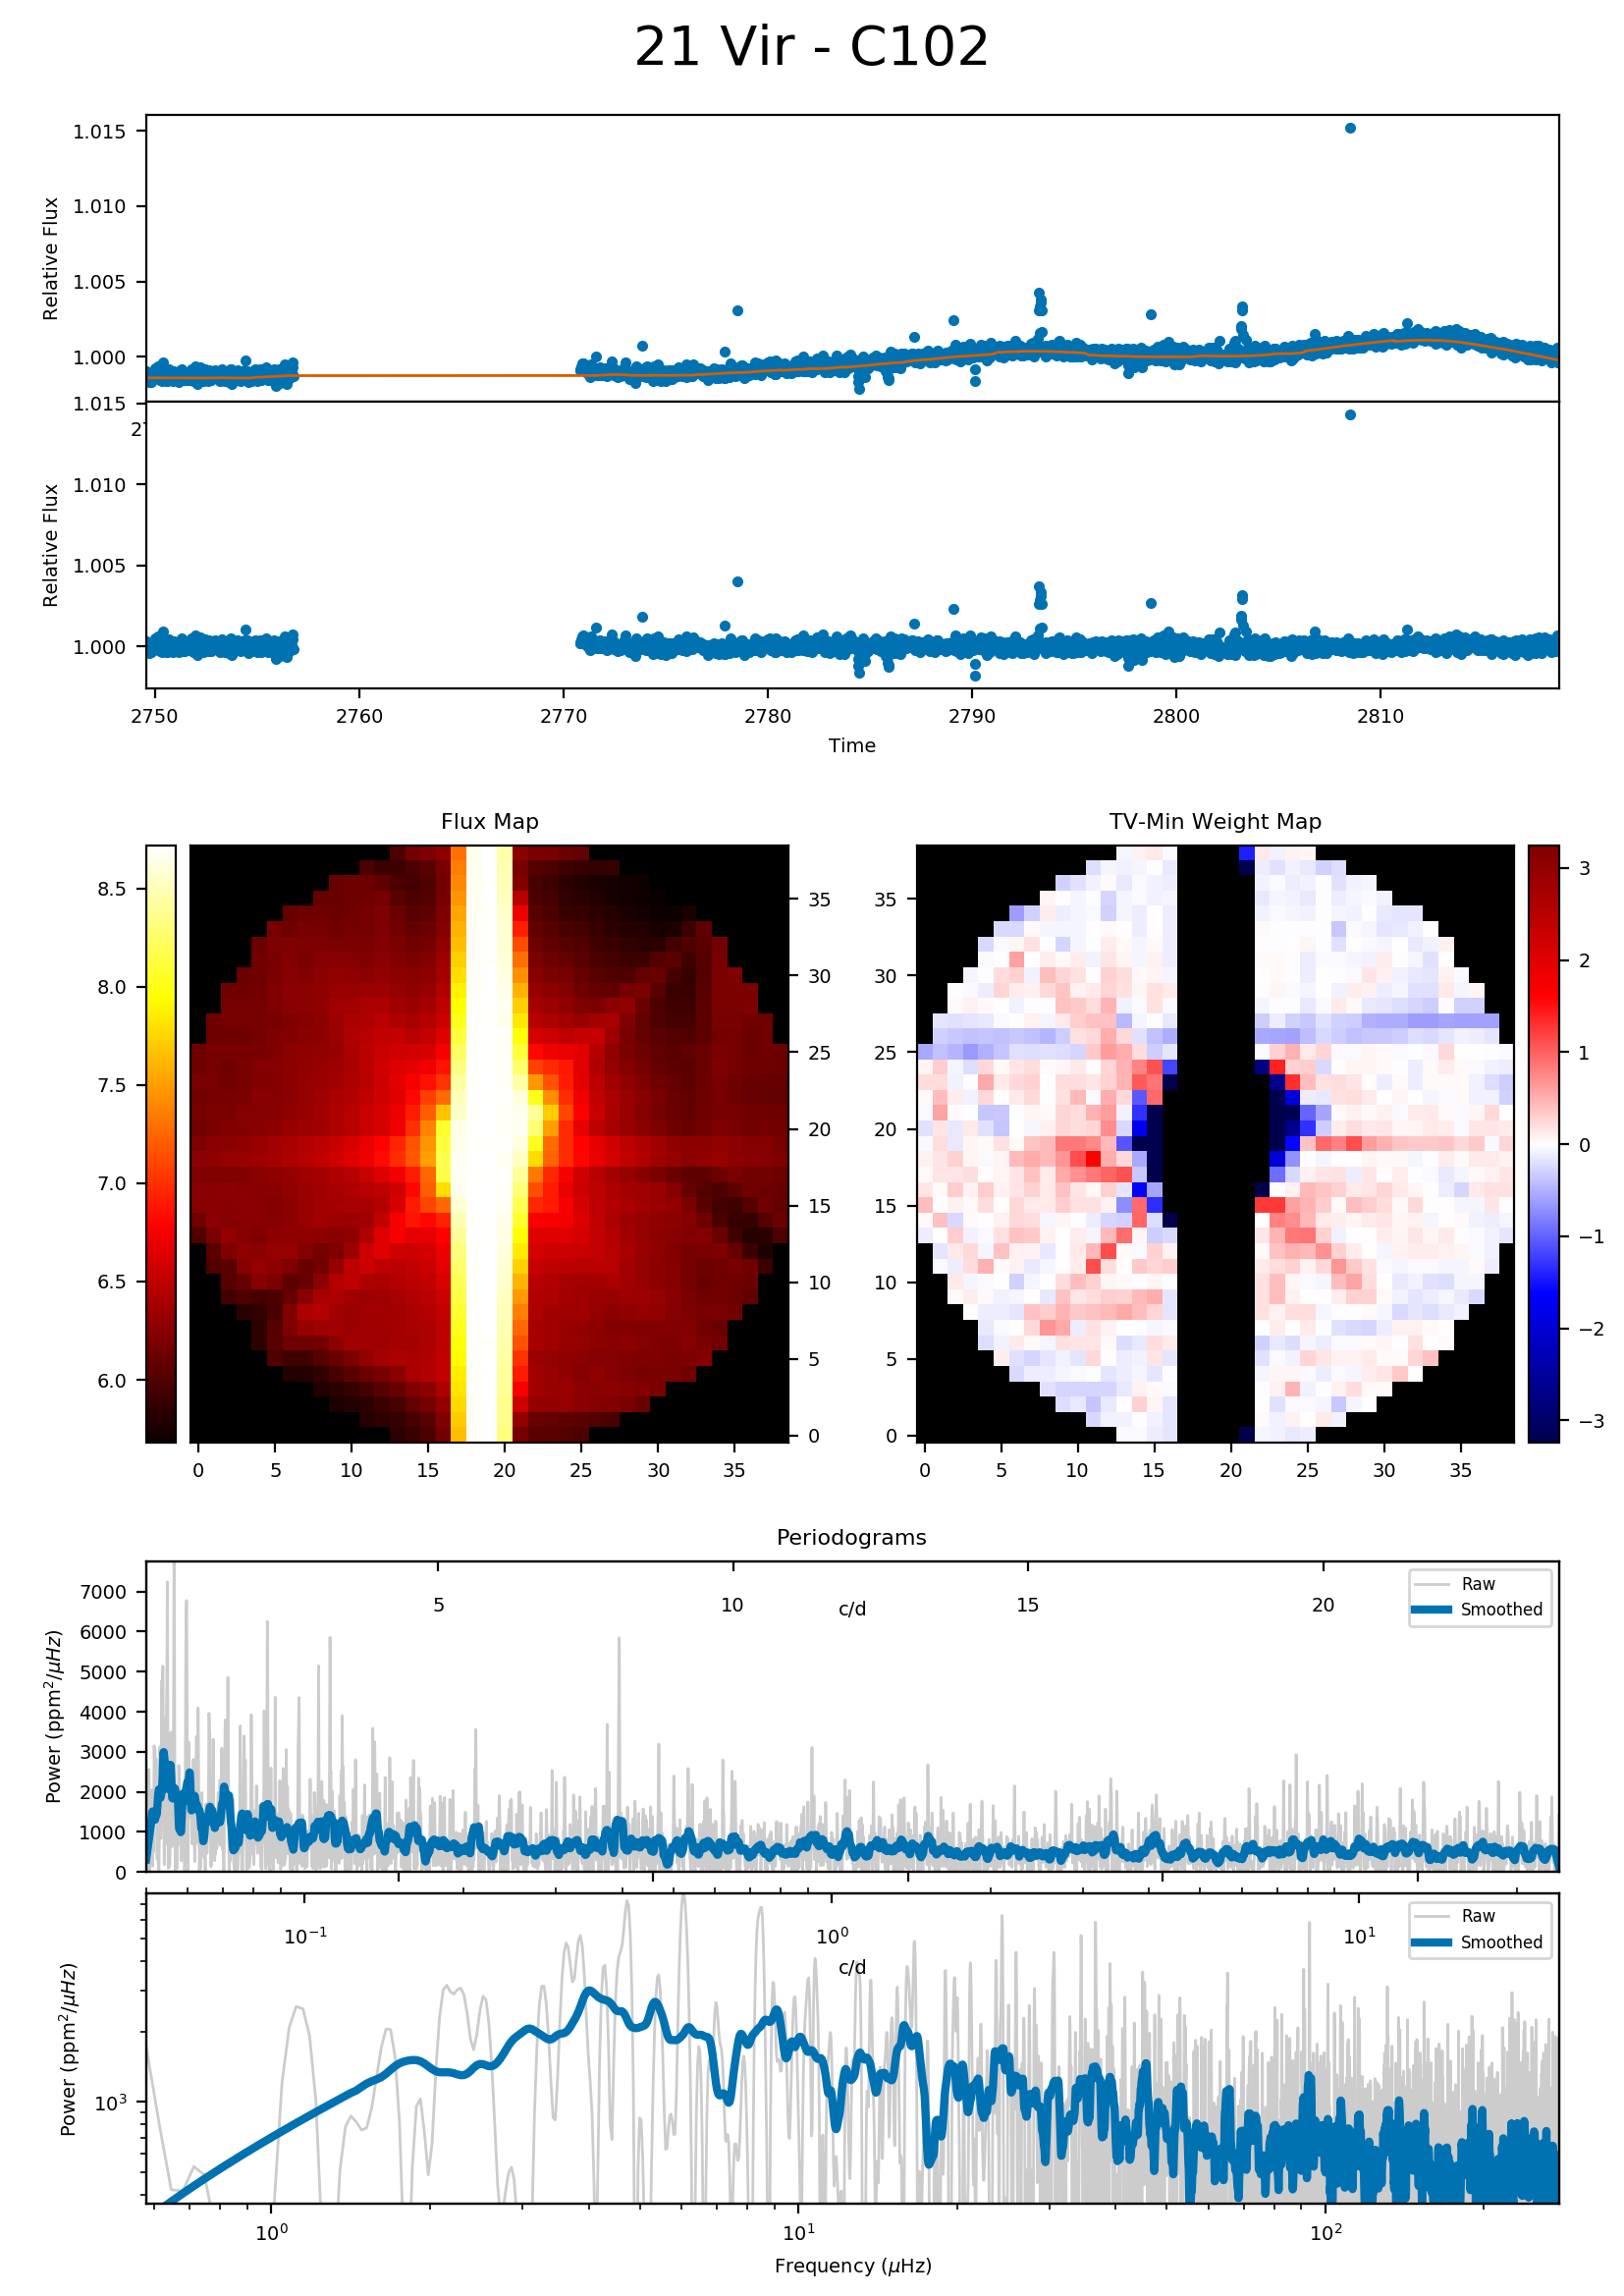 21 Vir - C102
1.015
1.010
1.005
1.000
Relative Flux
1.015
1.010
1.005
1.000
Relative Flux
2750 2760 2770 2780 2790 2800 2810
Time
Flux Map
8.5
8.0
7.5
7.0
6.5
6.0
35
30
25
20
15
10
5
0
0 5 10 15 20 25 30 35
TV-Min Weight Map
35
30
25
20
15
10
5
0
0 5 10 15 20 25 30 35
3
2
1
0
−1
−2
−3
Periodograms
7000
6000
5000
4000
3000
2000
1000
0
Power (ppm²/μHz)
5 10 15 20
c/d
Raw
Smoothed
10⁻¹ 10⁰ 10¹
c/d
Raw
Smoothed
10³
Power (ppm²/μHz)
10⁰ 10¹ 10²
Frequency (μHz)